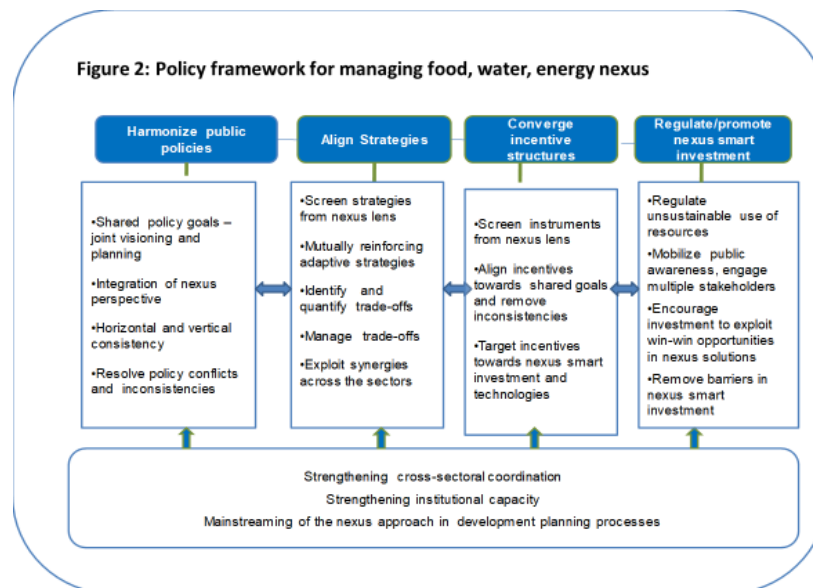 Figure 2: Policy framework for managing food, water, energy nexus
Harmonize public
policies
Align Strategies
Converge
incentive
structures
Regulate/promote
nexus smart
investment
•Shared policy goals –
joint visioning and
planning
•Integration of nexus
perspective
•Horizontal and vertical
consistency
•Resolve policy conflicts
and inconsistencies
•Screen strategies
from nexus lens
•Mutually reinforcing
adaptive strategies
•Identify and
quantify trade-offs
•Manage trade-offs
•Exploit synergies
across the sectors
•Screen instruments
from nexus lens
•Align incentives
towards shared goals
and remove
inconsistencies
•Target incentives
towards nexus smart
investment and
technologies
•Regulate
unsustainable use of
resources
•Mobilize public
awareness, engage
multiple stakeholders
•Encourage
investment to exploit
win-win opportunities
in nexus solutions
•Remove barriers in
nexus smart
investment
Strengthening cross-sectoral coordination
Strengthening institutional capacity
Mainstreaming of the nexus approach in development planning processes